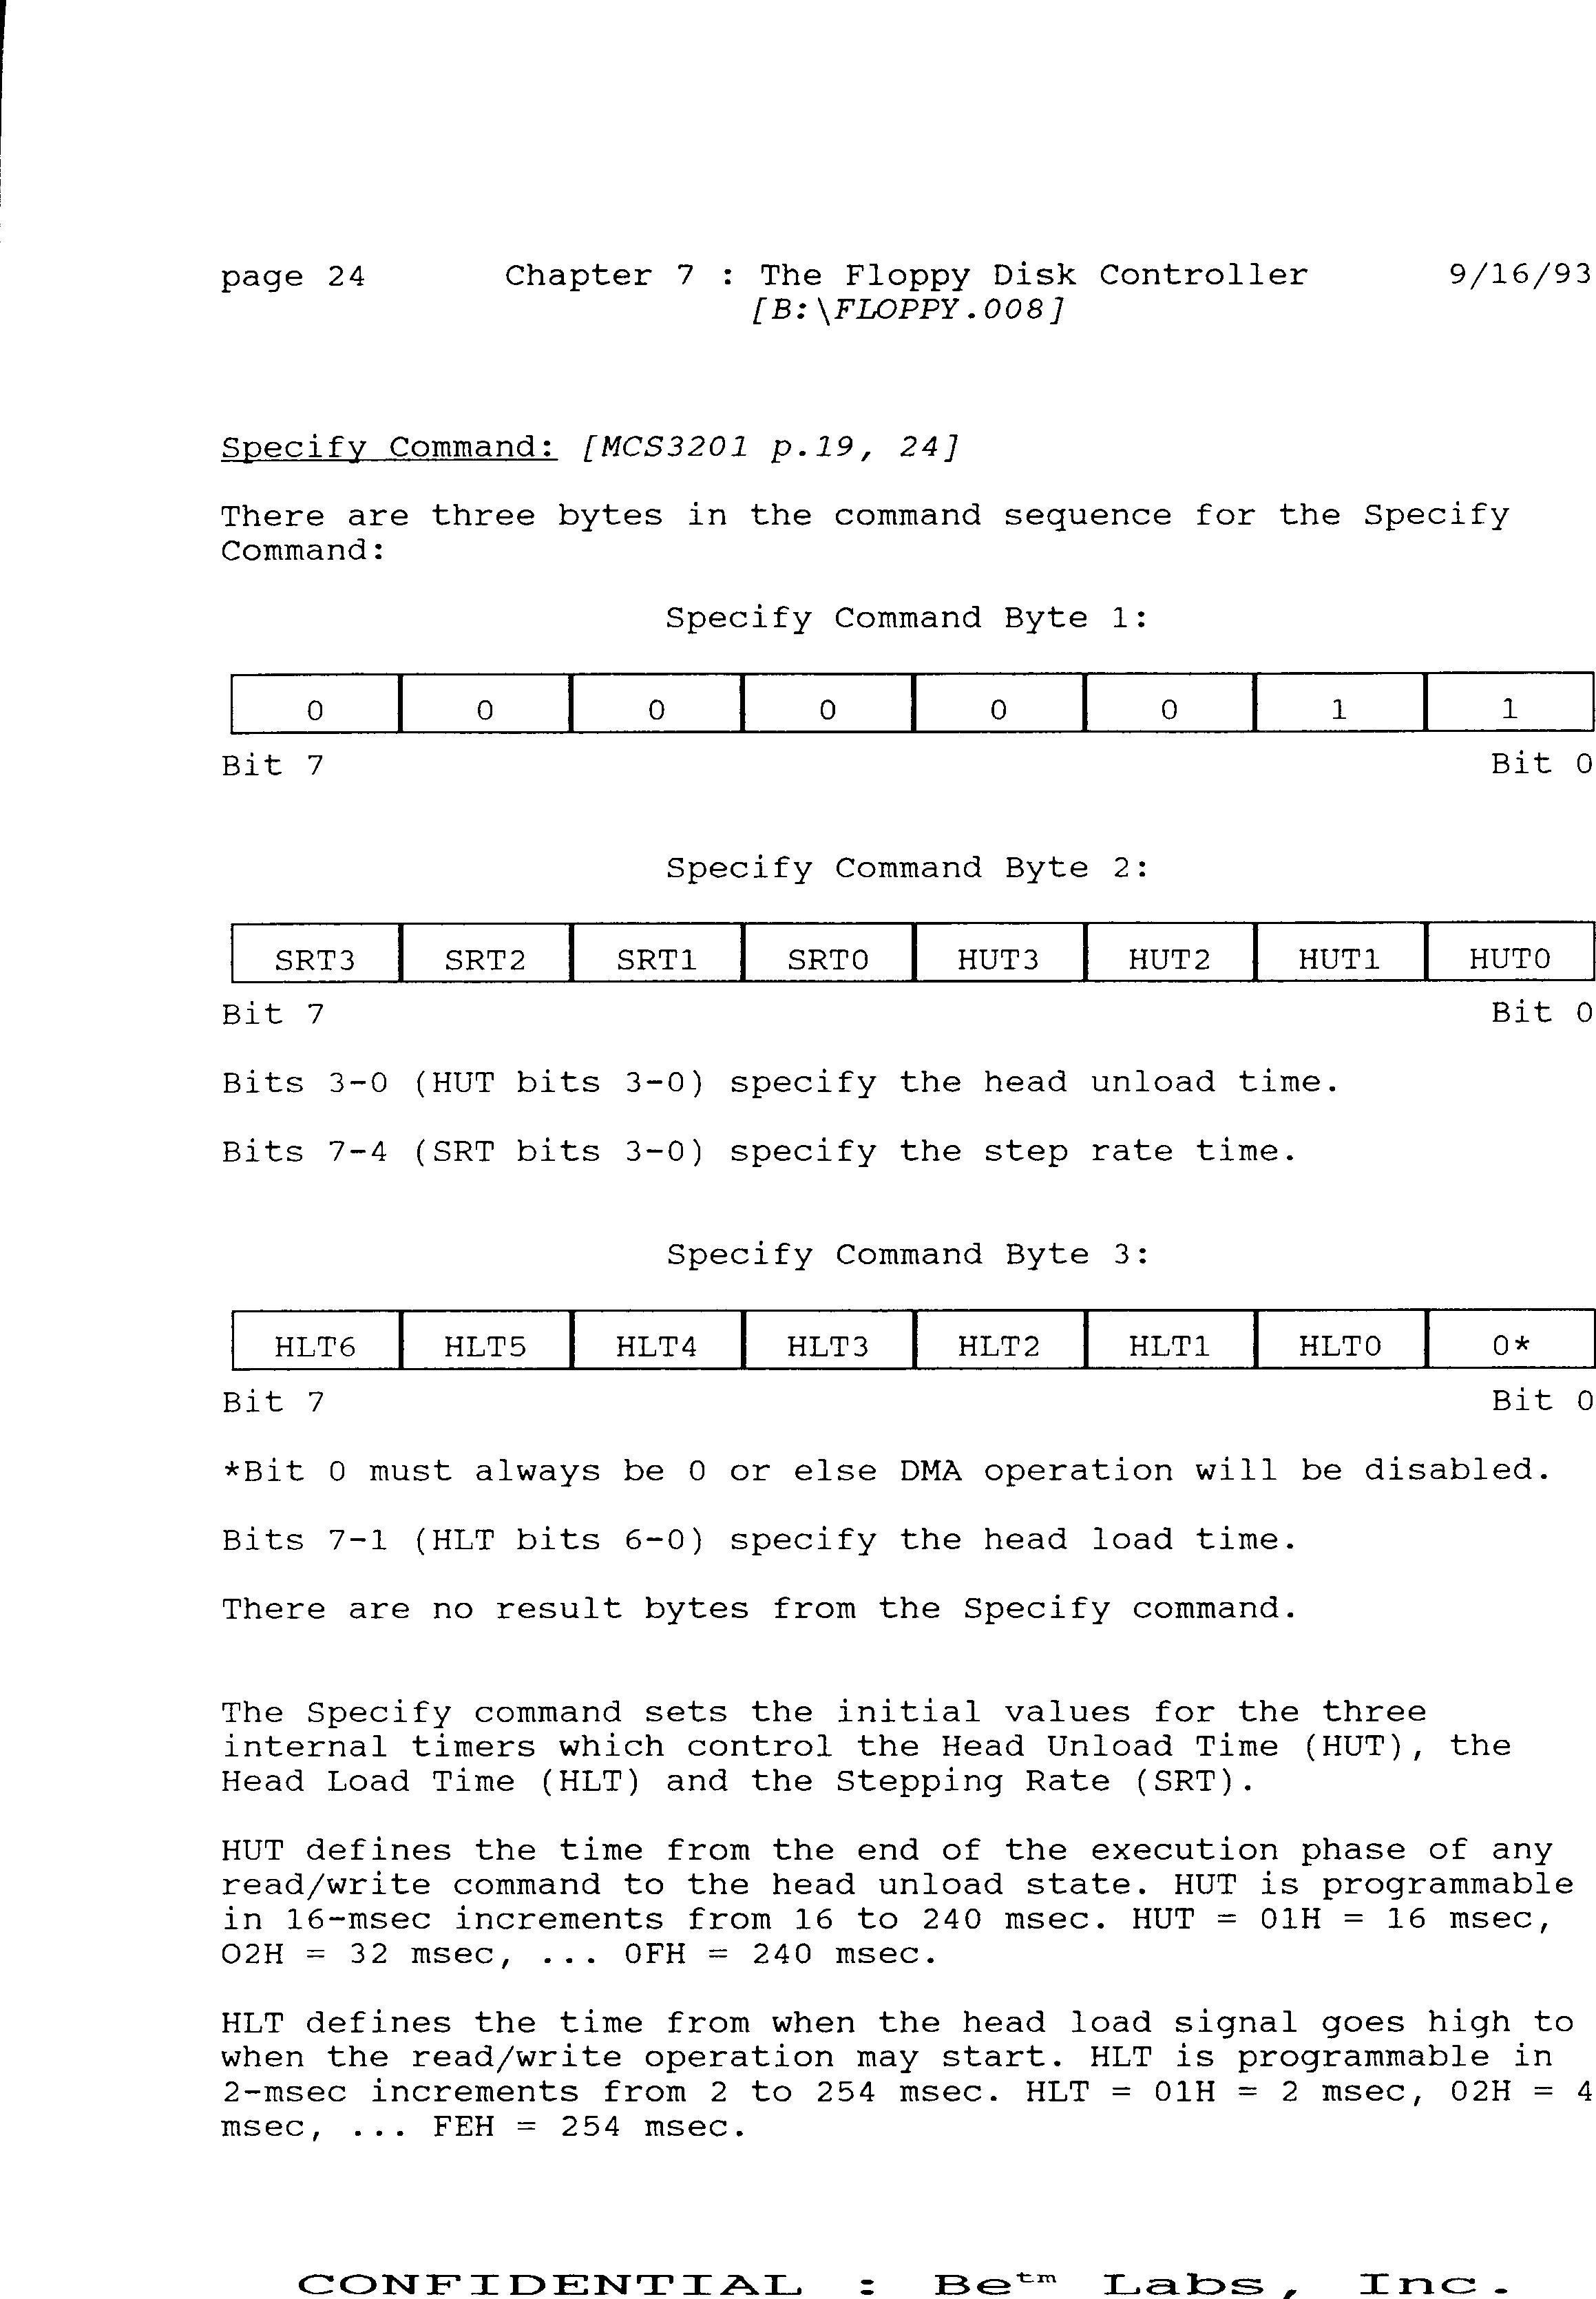 page 24 Chapter 7 : The Floppy Disk Controller 9/16/93
[B:\FLOPPY.008]
Specify Command: [MCS3201 p.19, 24]
There are three bytes in the command sequence for the Specify
Command:
Specify Command Byte 1:
0 0 0 0 0 0 1 1
Bit 7 Bit 0
Specify Command Byte 2:
SRT3 SRT2 SRT1 SRT0 HUT3 HUT2 HUT1 HUT0
Bit 7 Bit 0
Bits 3-0 (HUT bits 3-0) specify the head unload time.
Bits 7-4 (SRT bits 3-0) specify the step rate time.
Specify Command Byte 3:
HLT6 HLT5 HLT4 HLT3 HLT2 HLT1 HLT0 0*
Bit 7 Bit 0
*Bit 0 must always be 0 or else DMA operation will be disabled.
Bits 7-1 (HLT bits 6-0) specify the head load time.
There are no result bytes from the Specify command.
The Specify command sets the initial values for the three
internal timers which control the Head Unload Time (HUT), the
Head Load Time (HLT) and the Stepping Rate (SRT).
HUT defines the time from the end of the execution phase of any
read/write command to the head unload state. HUT is programmable
in 16-msec increments from 16 to 240 msec. HUT = 01H = 16 msec,
02H = 32 msec, ... 0FH = 240 msec.
HLT defines the time from when the head load signal goes high to
when the read/write operation may start. HLT is programmable in
2-msec increments from 2 to 254 msec. HLT = 01H = 2 msec, 02H = 4
msec, ... FEH = 254 msec.
CONFIDENTIAL : Be™ Labs, Inc.